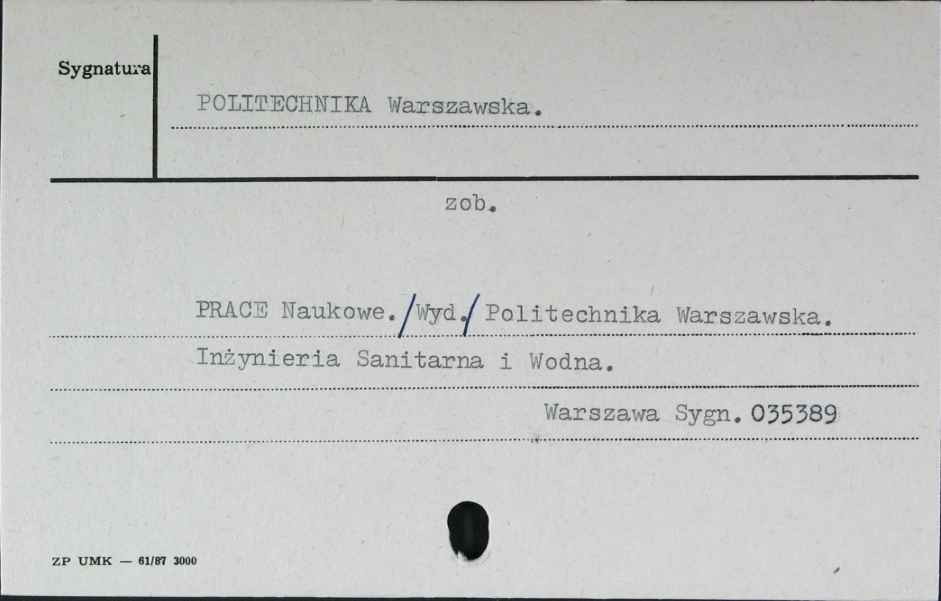 Sygnatura
POLITECHNIKA Warszawska.
zob.
PRACE Naukowe./Wyd./ Politechnika Warszawska.
Inżynieria Sanitarna i Wodna.
Warszawa Sygn. 035389
ZP UMK — 61/87 3000